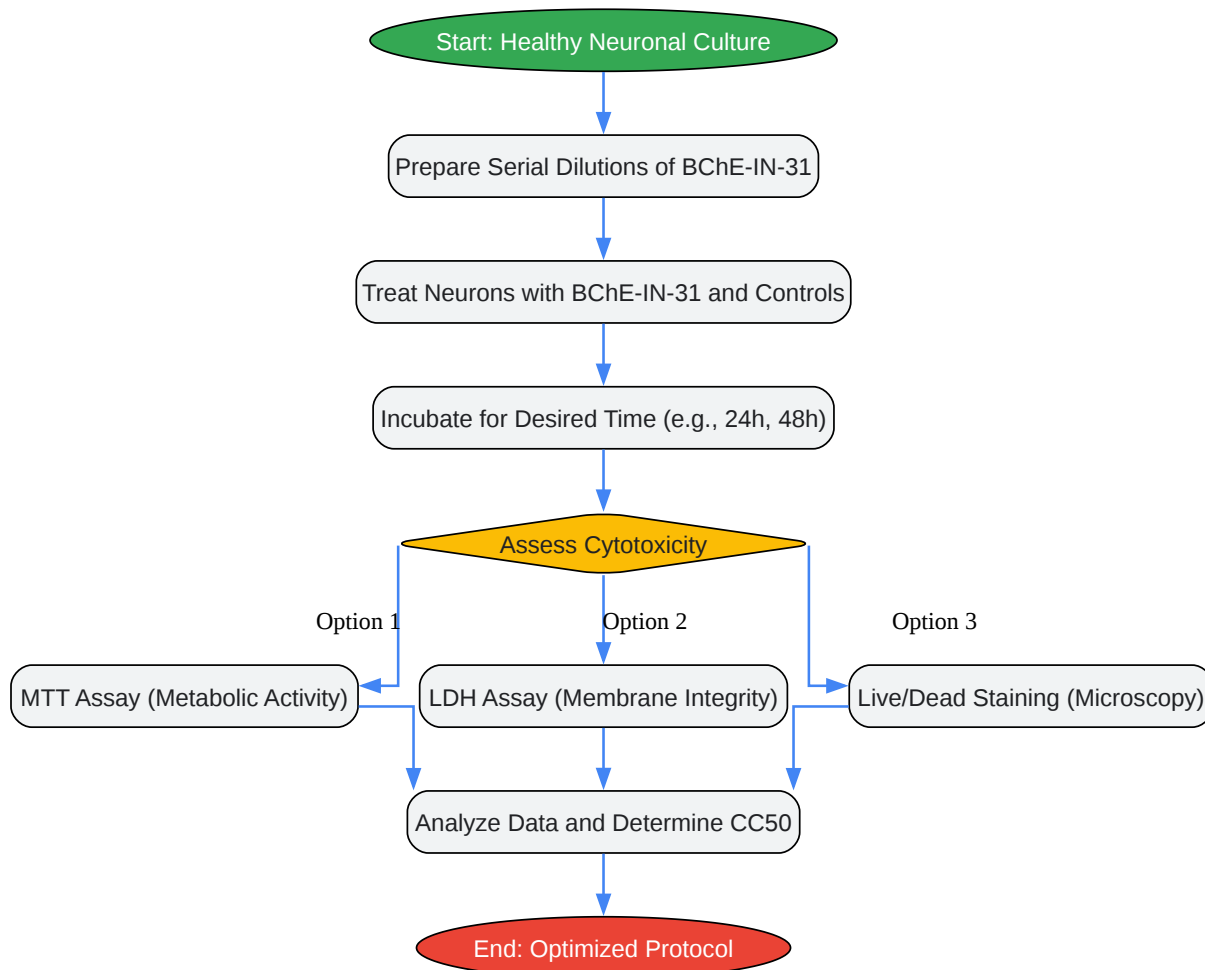 Start: Healthy Neuronal Culture
Prepare Serial Dilutions of BChE-IN-31
Treat Neurons with BChE-IN-31 and Controls
Incubate for Desired Time (e.g., 24h, 48h)
Assess Cytotoxicity
Option 1
Option 2
Option 3
MTT Assay (Metabolic Activity)
LDH Assay (Membrane Integrity)
Live/Dead Staining (Microscopy)
Analyze Data and Determine CC50
End: Optimized Protocol